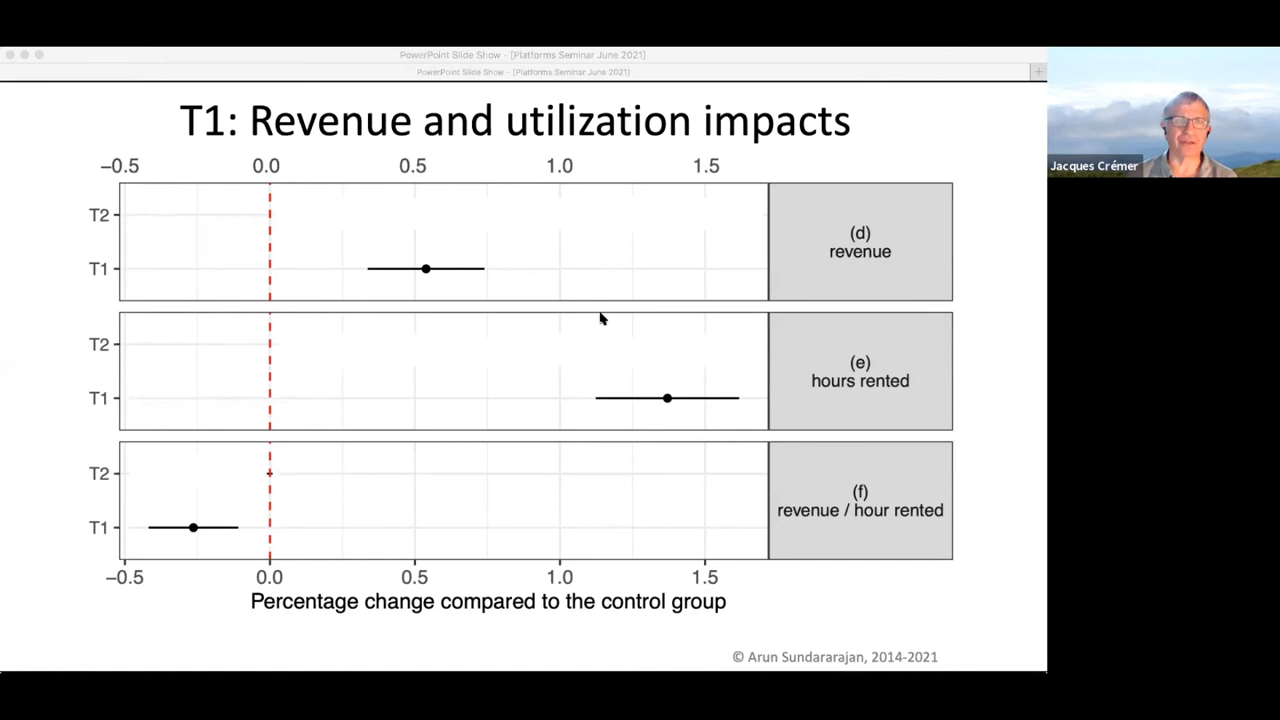 PowerPoint Slide Show - [Platforms Seminar June 2021]
PowerPoint Slide Show - [Platforms Seminar June 2021]
T1: Revenue and utilization impacts
−0.5 0.0 0.5 1.0 1.5
T2
T1
(d)
revenue
T2
T1
(e)
hours rented
T2
T1
(f)
revenue / hour rented
−0.5 0.0 0.5 1.0 1.5
Percentage change compared to the control group
© Arun Sundararajan, 2014-2021
Jacques Crémer